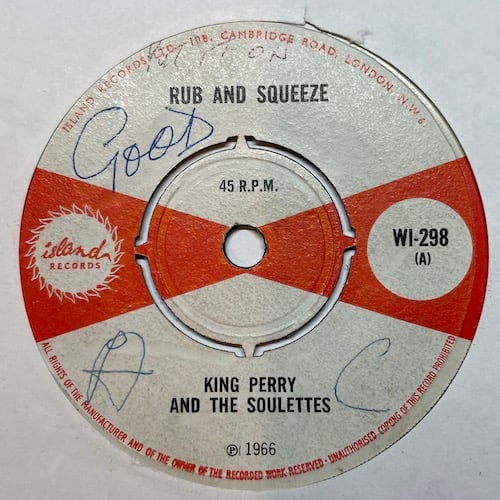 ISLAND RECORDS LTD. 108, CAMBRIDGE ROAD, LONDON, N.W.6
RUB AND SQUEEZE
GOOD
45 R.P.M.
island
RECORDS
WI-298
(A)
A
C
KING PERRY
AND THE SOULETTES
℗ 1966
ALL RIGHTS OF THE MANUFACTURER AND OF THE OWNER OF THE RECORDED WORK RESERVED - UNAUTHORISED COPYING OF THIS RECORD PROHIBITED